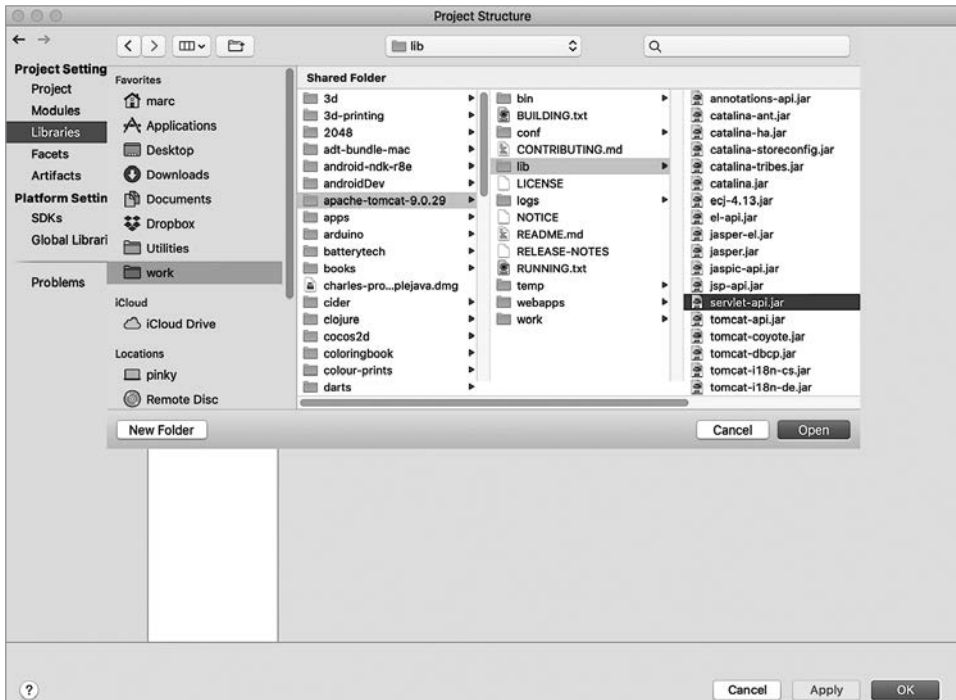 Project Structure
lib
Project Setting
Project
Modules
Libraries
Facets
Artifacts
Platform Settin
SDKs
Global Librari
Problems
Favorites
marc
Applications
Desktop
Downloads
Documents
Dropbox
Utilities
work
iCloud
iCloud Drive
Locations
pinky
Remote Disc
Shared Folder
3d
3d-printing
2048
adt-bundle-mac
android-ndk-r8e
androidDev
apache-tomcat-9.0.29
apps
arduino
batterytech
books
charles-pro...plejava.dmg
cider
clojure
cocos2d
coloringbook
colour-prints
darts
bin
BUILDING.txt
conf
CONTRIBUTING.md
lib
LICENSE
logs
NOTICE
README.md
RELEASE-NOTES
RUNNING.txt
temp
webapps
work
annotations-api.jar
catalina-ant.jar
catalina-ha.jar
catalina-storeconfig.jar
catalina-tribes.jar
catalina.jar
ecj-4.13.jar
el-api.jar
jasper-el.jar
jasper.jar
jaspic-api.jar
jsp-api.jar
servlet-api.jar
tomcat-api.jar
tomcat-coyote.jar
tomcat-dbcp.jar
tomcat-i18n-cs.jar
tomcat-i18n-de.jar
New Folder
Cancel
Open
?
Cancel
Apply
OK